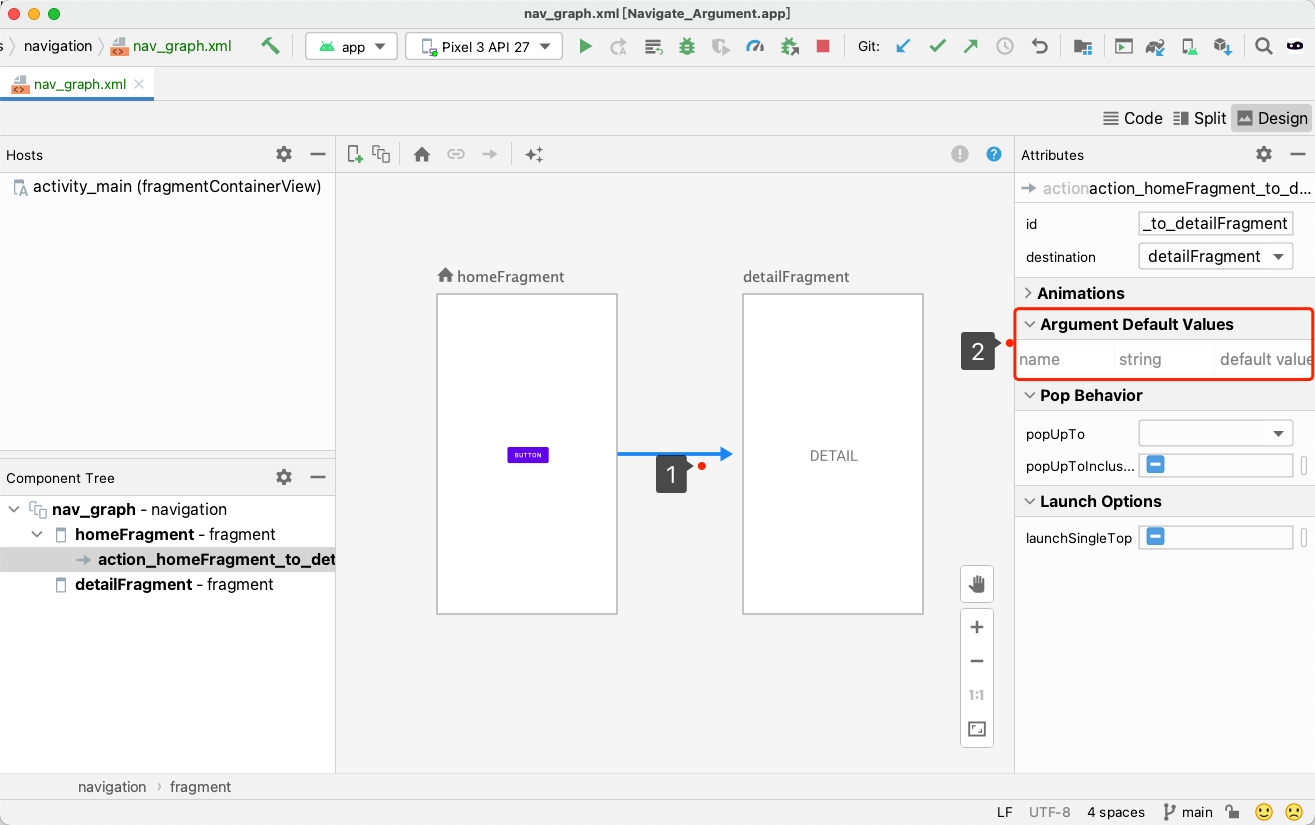 nav_graph.xml [Navigate_Argument.app]
navigation
nav_graph.xml
app
Pixel 3 API 27
Git:
nav_graph.xml
Code
Split
Design
Hosts
activity_main (fragmentContainerView)
Component Tree
nav_graph - navigation
homeFragment - fragment
action_homeFragment_to_det
detailFragment - fragment
homeFragment
BUTTON
detailFragment
DETAIL
1
2
1:1
Attributes
action action_homeFragment_to_d...
id
_to_detailFragment
destination
detailFragment
Animations
Argument Default Values
name
string
default value
Pop Behavior
popUpTo
popUpToInclus...
Launch Options
launchSingleTop
navigation › fragment
LF
UTF-8
4 spaces
main